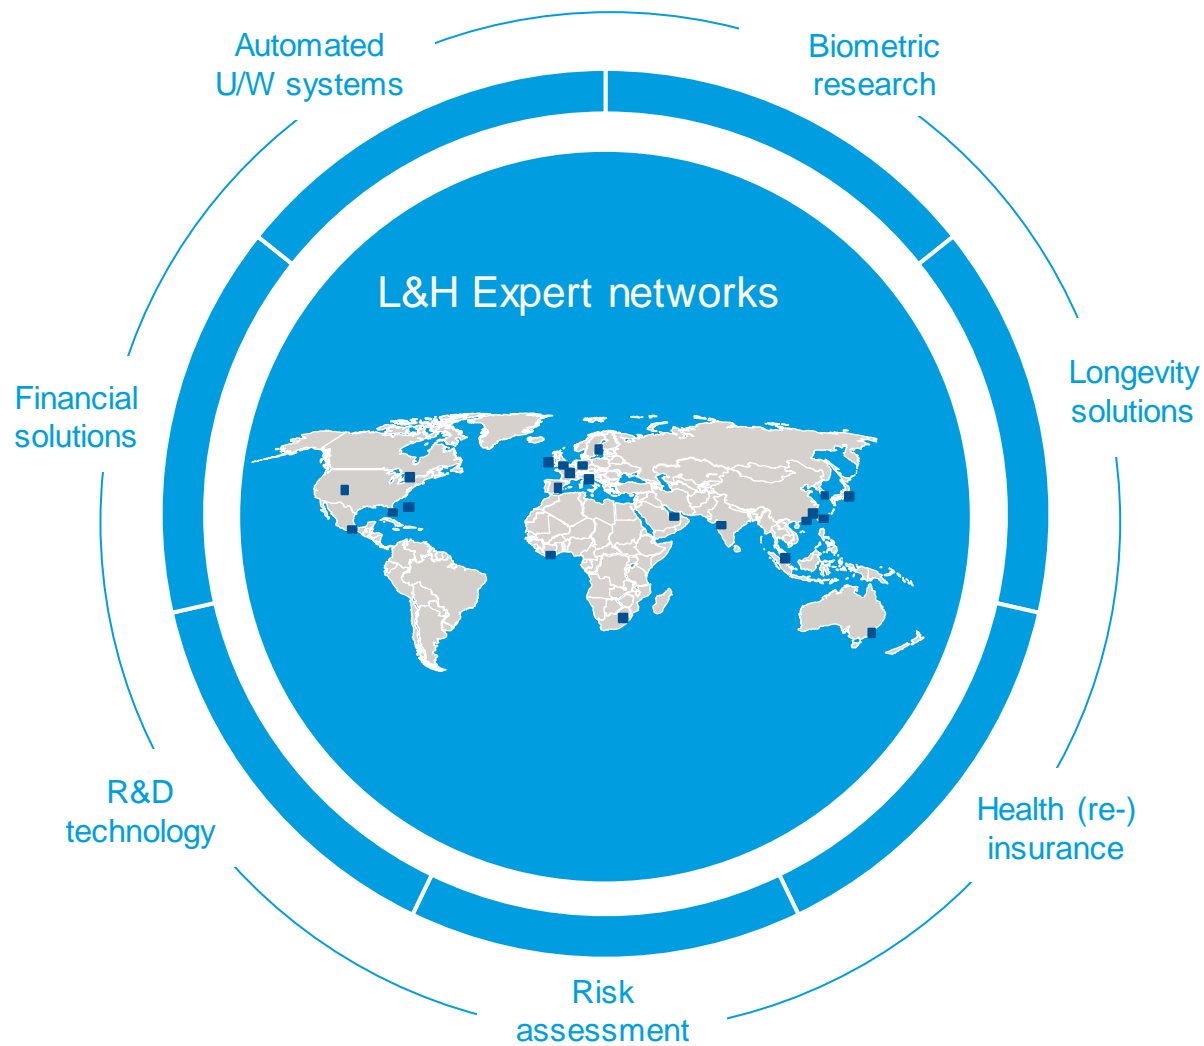 Automated
U/W systems
Biometric
research
L&H Expert networks
Longevity
solutions
Financial
solutions
R&D
technology
Health (re-)
insurance
Risk
assessment